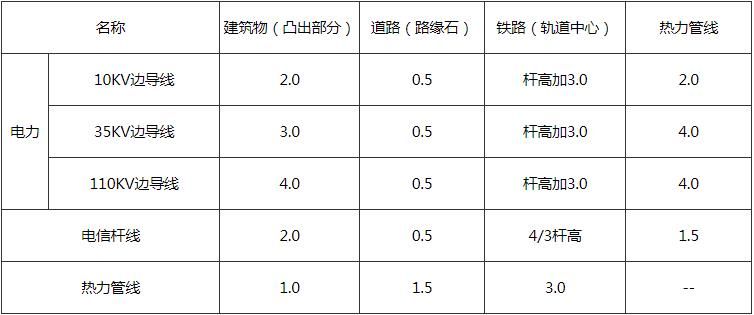 名称 建筑物（凸出部分） 道路（路缘石） 铁路（轨道中心） 热力管线
电力 10KV边导线 2.0 0.5 杆高加3.0 2.0
35KV边导线 3.0 0.5 杆高加3.0 4.0
110KV边导线 4.0 0.5 杆高加3.0 4.0
电信杆线 2.0 0.5 4/3杆高 1.5
热力管线 1.0 1.5 3.0 --